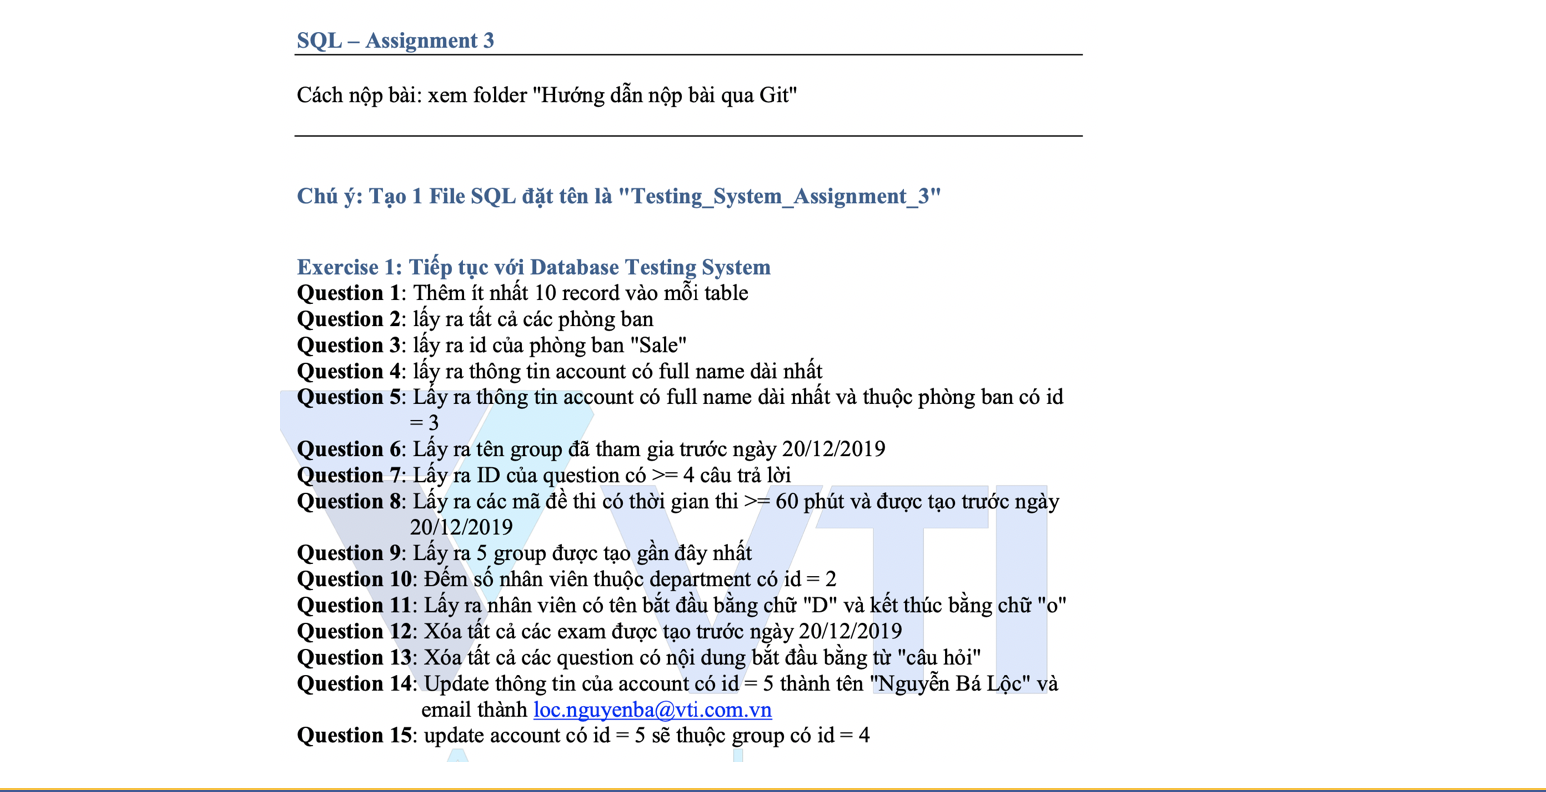 SQL – Assignment 3
Cách nộp bài: xem folder "Hướng dẫn nộp bài qua Git"
Chú ý: Tạo 1 File SQL đặt tên là "Testing_System_Assignment_3"
Exercise 1: Tiếp tục với Database Testing System
Question 1: Thêm ít nhất 10 record vào mỗi table
Question 2: lấy ra tất cả các phòng ban
Question 3: lấy ra id của phòng ban "Sale"
Question 4: lấy ra thông tin account có full name dài nhất
Question 5: Lấy ra thông tin account có full name dài nhất và thuộc phòng ban có id
= 3
Question 6: Lấy ra tên group đã tham gia trước ngày 20/12/2019
Question 7: Lấy ra ID của question có >= 4 câu trả lời
Question 8: Lấy ra các mã đề thi có thời gian thi >= 60 phút và được tạo trước ngày
20/12/2019
Question 9: Lấy ra 5 group được tạo gần đây nhất
Question 10: Đếm số nhân viên thuộc department có id = 2
Question 11: Lấy ra nhân viên có tên bắt đầu bằng chữ "D" và kết thúc bằng chữ "o"
Question 12: Xóa tất cả các exam được tạo trước ngày 20/12/2019
Question 13: Xóa tất cả các question có nội dung bắt đầu bằng từ "câu hỏi"
Question 14: Update thông tin của account có id = 5 thành tên "Nguyễn Bá Lộc" và
email thành loc.nguyenba@vti.com.vn
Question 15: update account có id = 5 sẽ thuộc group có id = 4
VTI